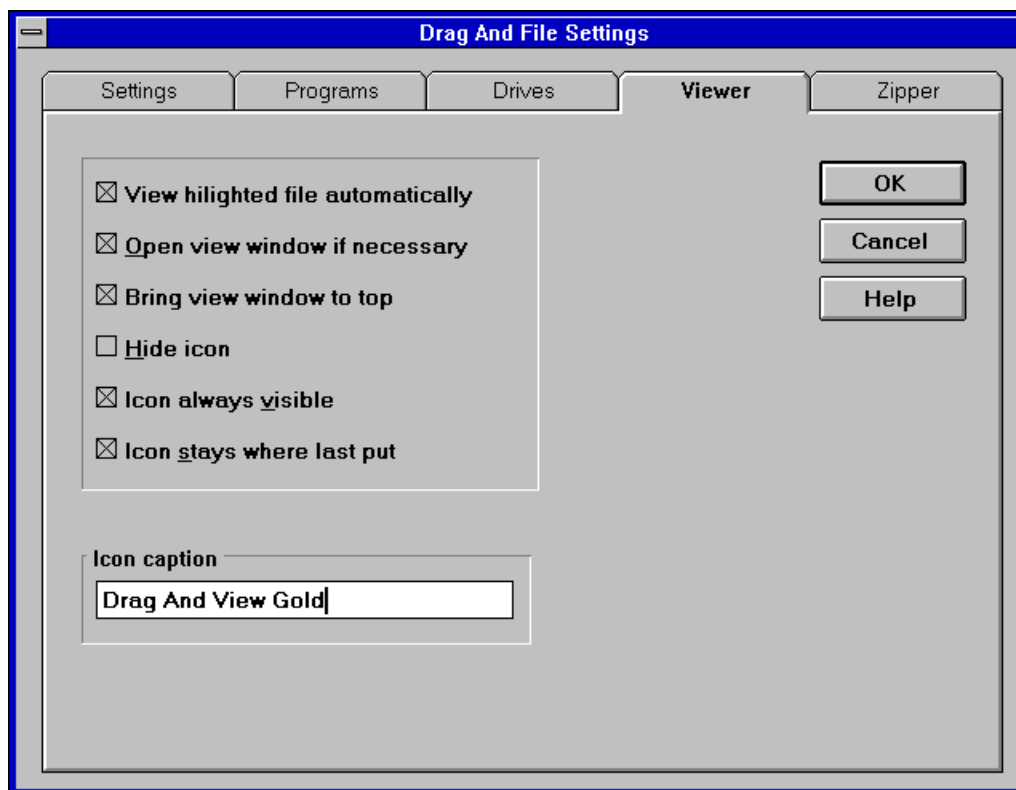 Drag And File Settings
Settings Programs Drives Viewer Zipper
View hilighted file automatically
Open view window if necessary
Bring view window to top
Hide icon
Icon always visible
Icon stays where last put
OK
Cancel
Help
Icon caption
Drag And View Gold